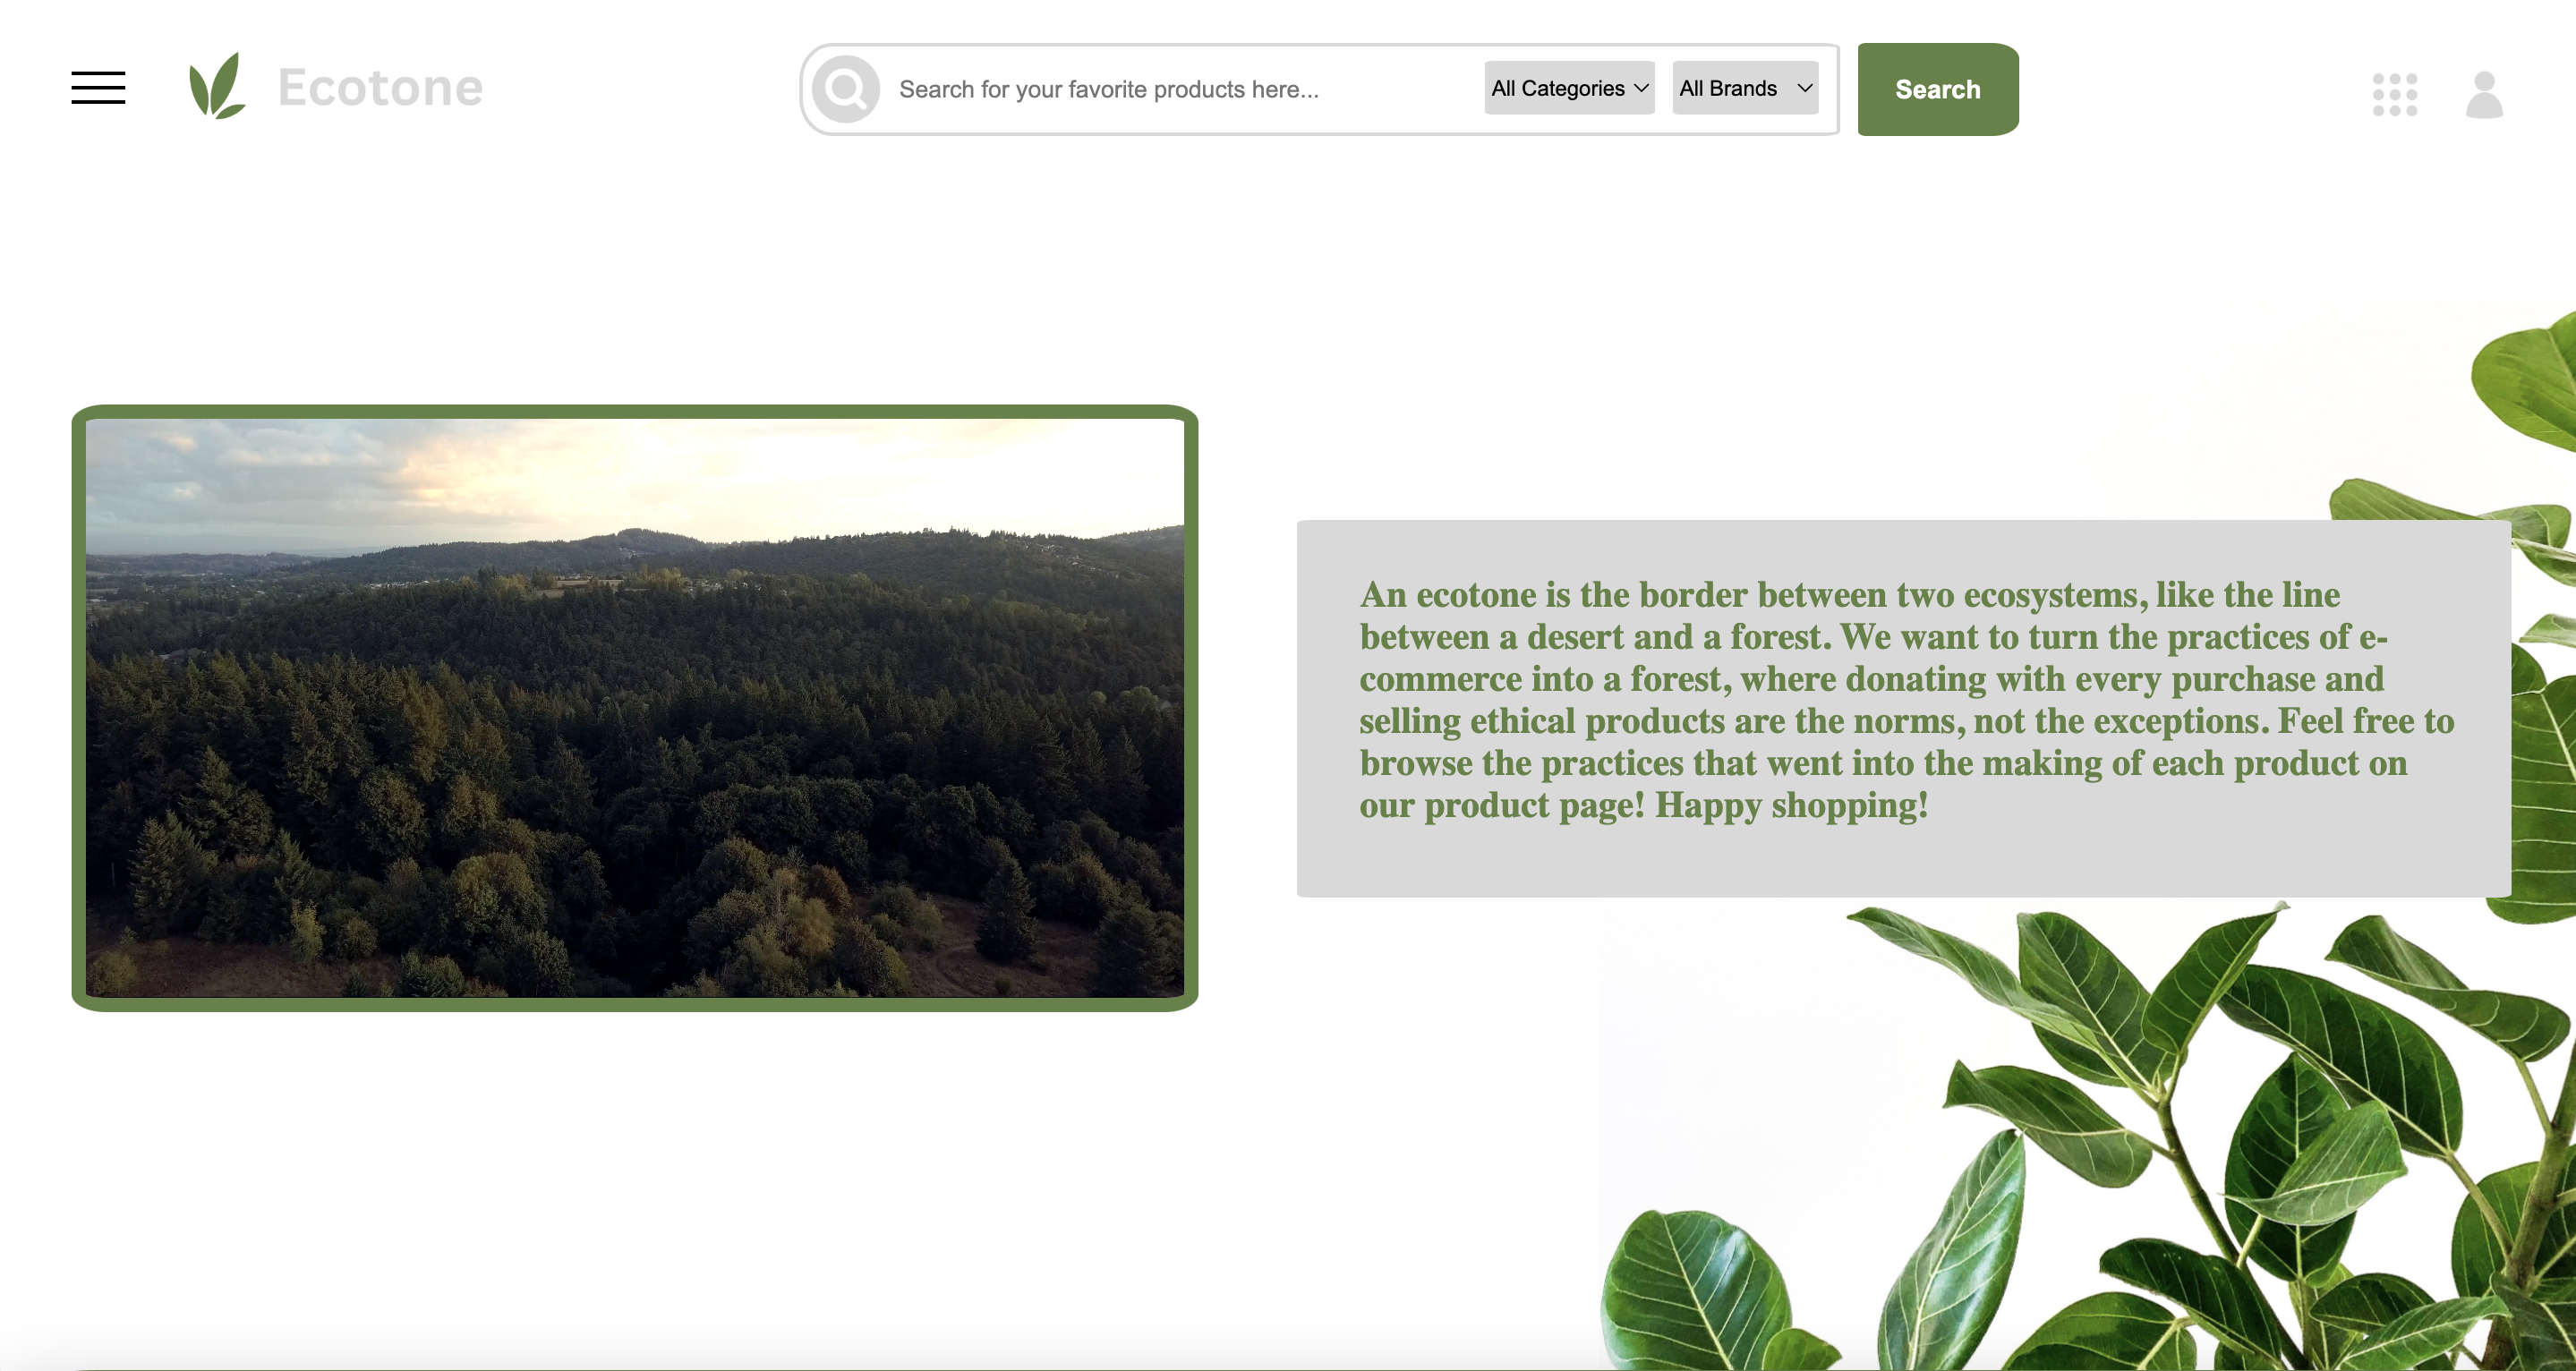 Ecotone
Search for your favorite products here...
All Categories
All Brands
Search
An ecotone is the border between two ecosystems, like the line
between a desert and a forest. We want to turn the practices of e-
commerce into a forest, where donating with every purchase and
selling ethical products are the norms, not the exceptions. Feel free to
browse the practices that went into the making of each product on
our product page! Happy shopping!